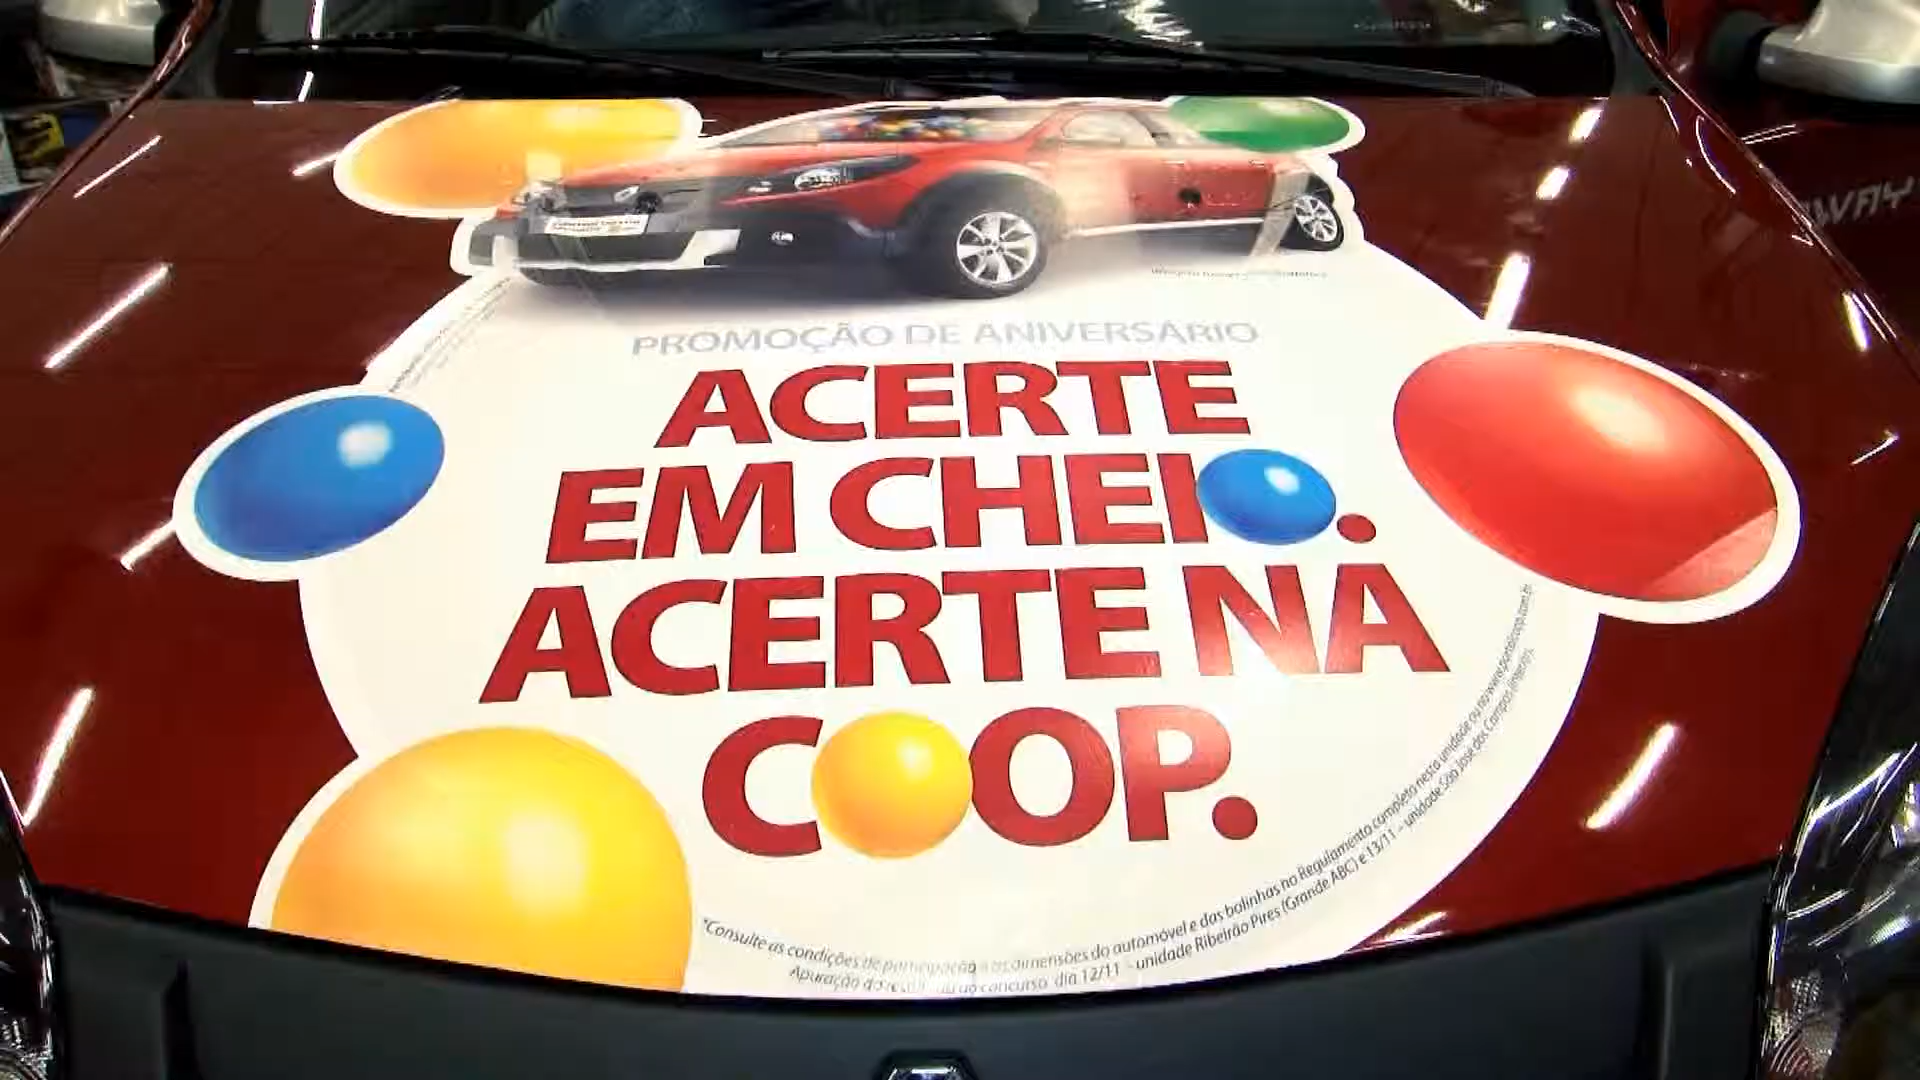 PROMOÇÃO DE ANIVERSÁRIO
ACERTE
EM CHEIO.
ACERTE NA
COOP.
*Consulte as condições de participação e as dimensões do automóvel e das bolinhas no Regulamento completo nesta unidade ou no www.portalcoop.com.br
Apuração do resultado do concurso dia 12/11 - unidade Ribeirão Pires (Grande ABC) e 13/11 - unidade São José dos Campos (Interior).
WAY